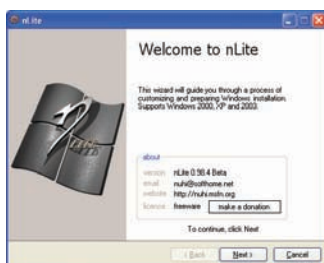 nLite
Welcome to nLite
This wizard will guide you through a process of
customizing and preparing Windows installation.
Supports Windows 2000, XP and 2003.
about
version nLite 0.98.4 Beta
email nuhi@softhome.net
website http://nuhi.msfn.org
licence freeware make a donation
To continue, click Next
< Back Next > Cancel